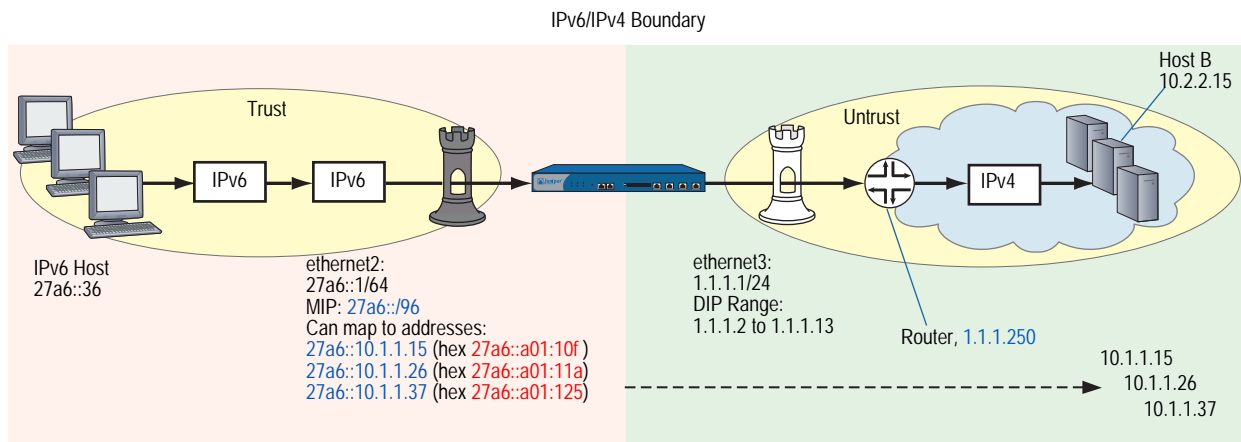 IPv6/IPv4 Boundary
Host B
10.2.2.15
Trust
Untrust
IPv6
IPv6
IPv4
IPv6 Host
27a6::36
ethernet2:
27a6::1/64
MIP: 27a6::/96
Can map to addresses:
27a6::10.1.1.15 (hex 27a6::a01:10f )
27a6::10.1.1.26 (hex 27a6::a01:11a)
27a6::10.1.1.37 (hex 27a6::a01:125)
ethernet3:
1.1.1.1/24
DIP Range:
1.1.1.2 to 1.1.1.13
Router, 1.1.1.250
10.1.1.15
10.1.1.26
10.1.1.37